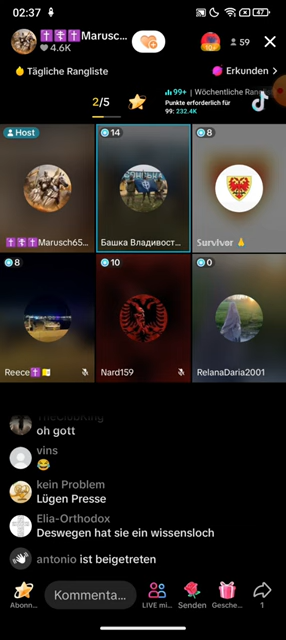 02:37
47
✝️☦️✝️Marusc...
4.6K
59
Tägliche Rangliste
Erkunden >
2/5
99+ | Wöchentliche Rang
Punkte erforderlich für
99: 232.4K
Host
14
8
✝️☦️✝️Marusch65...
Башка Владивост...
Survivor 🙏
8
10
0
Reece✝️🇻🇦
Nard159
RelanaDaria2001
oh gott
vins
😂
kein Problem
Lügen Presse
Elia-Orthodox
Deswegen hat sie ein wissensloch
antonio ist beigetreten
Abonn...
Kommenta...
LIVE mi...
Senden
Gesche...
1